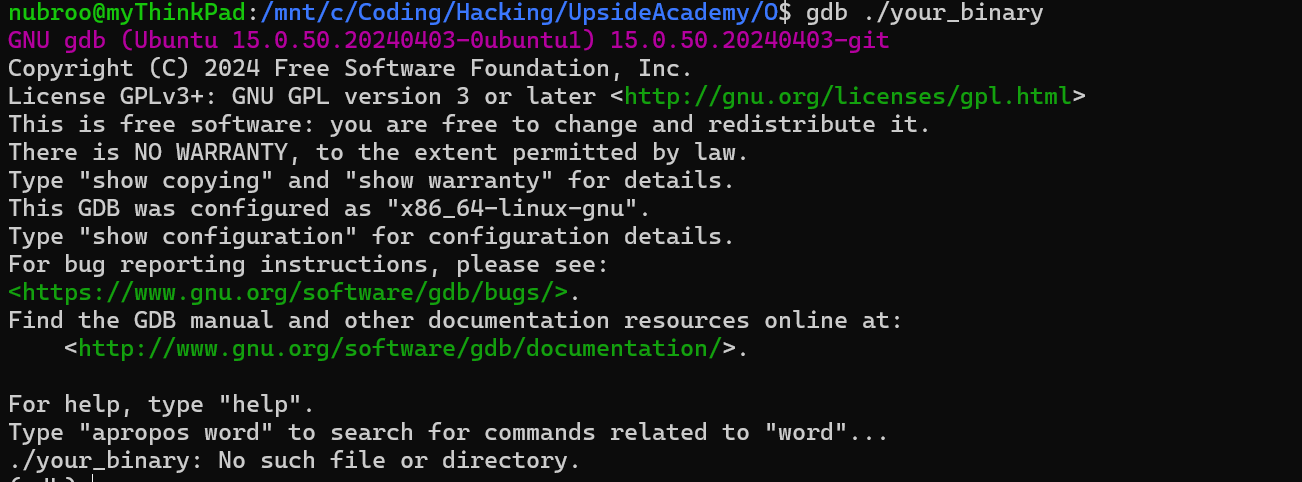 nubroo@myThinkPad:/mnt/c/Coding/Hacking/UpsideAcademy/O$ gdb ./your_binary
GNU gdb (Ubuntu 15.0.50.20240403-0ubuntu1) 15.0.50.20240403-git
Copyright (C) 2024 Free Software Foundation, Inc.
License GPLv3+: GNU GPL version 3 or later <http://gnu.org/licenses/gpl.html>
This is free software: you are free to change and redistribute it.
There is NO WARRANTY, to the extent permitted by law.
Type "show copying" and "show warranty" for details.
This GDB was configured as "x86_64-linux-gnu".
Type "show configuration" for configuration details.
For bug reporting instructions, please see:
<https://www.gnu.org/software/gdb/bugs/>.
Find the GDB manual and other documentation resources online at:
    <http://www.gnu.org/software/gdb/documentation/>.

For help, type "help".
Type "apropos word" to search for commands related to "word"...
./your_binary: No such file or directory.